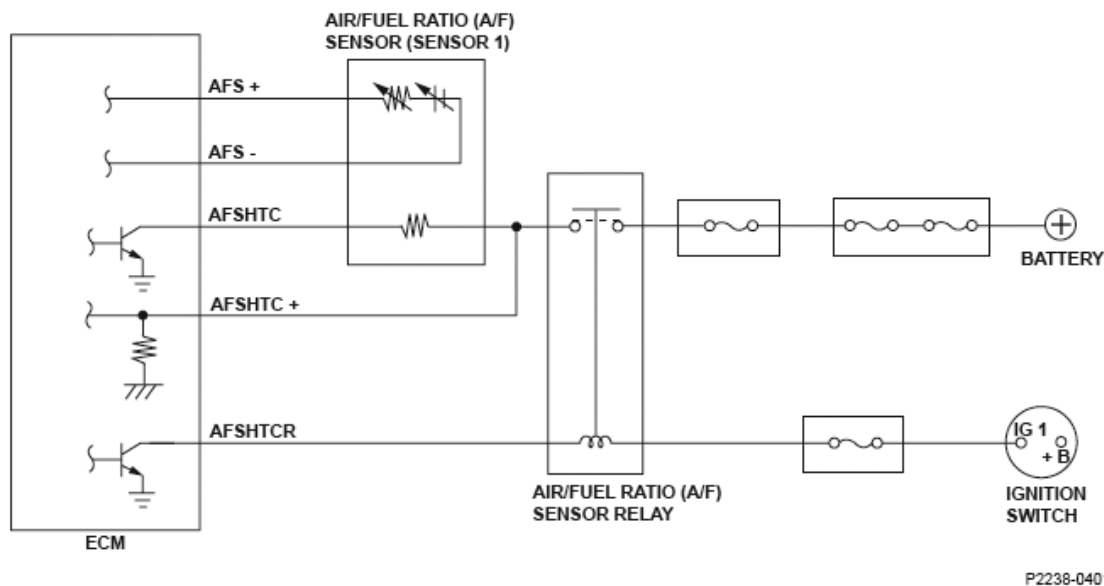 AIR/FUEL RATIO (A/F)
SENSOR (SENSOR 1)
AFS +
AFS -
AFSHTC
BATTERY
AFSHTC +
AFSHTCR
IG 1
+ B
AIR/FUEL RATIO (A/F)
SENSOR RELAY
IGNITION
SWITCH
ECM
P2238-040